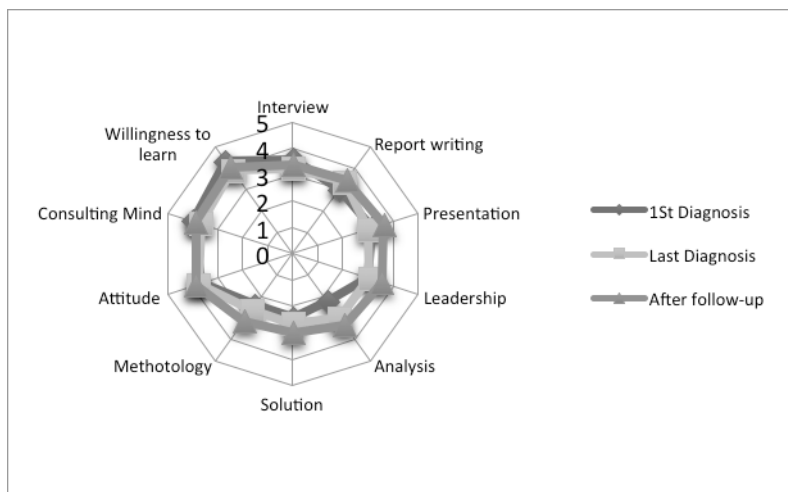 Interview
Report writing
Presentation
Leadership
Analysis
Solution
Methotology
Attitude
Consulting Mind
Willingness to
learn
5
4
3
2
1
0
1St Diagnosis
Last Diagnosis
After follow-up